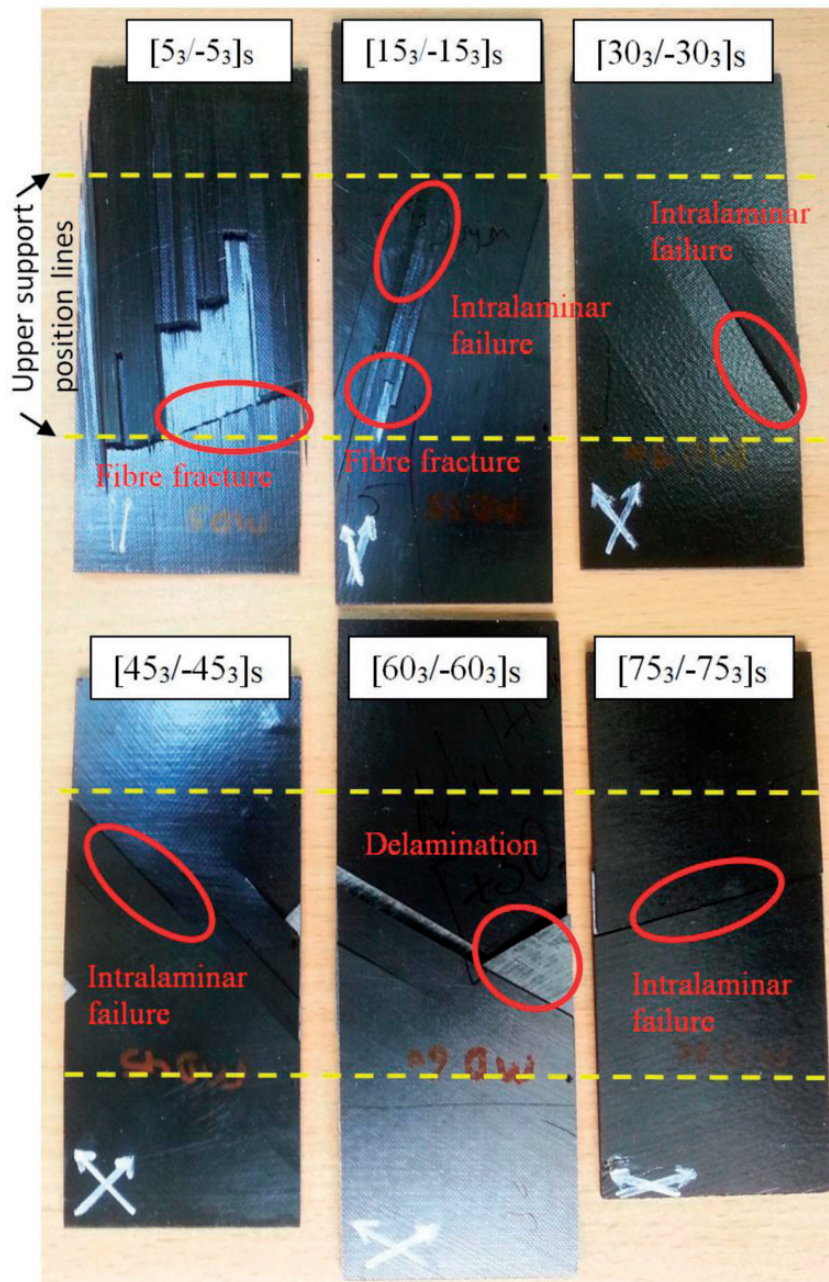 [5₃/-5₃]s
[15₃/-15₃]s
[30₃/-30₃]s
Upper support
position lines
Intralaminar
failure
Intralaminar
failure
Fibre fracture
Fibre fracture
[45₃/-45₃]s
[60₃/-60₃]s
[75₃/-75₃]s
Delamination
Intralaminar
failure
Intralaminar
failure